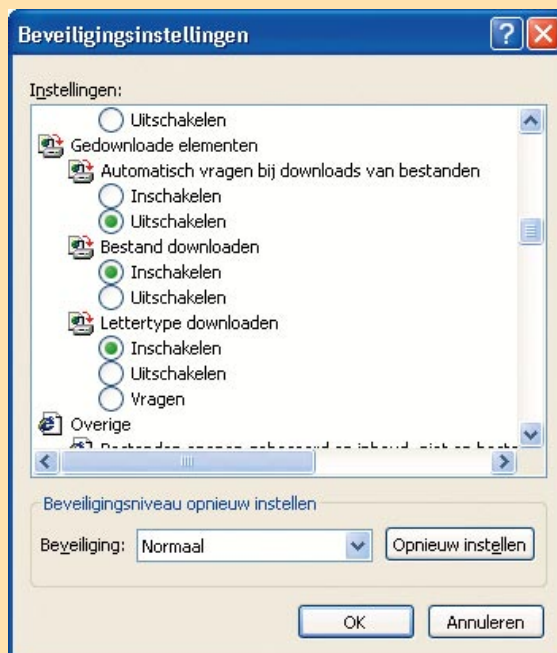 Beveiligingsinstellingen
Instellingen:
Uitschakelen
Gedownloade elementen
Automatisch vragen bij downloads van bestanden
Inschakelen
Uitschakelen
Bestand downloaden
Inschakelen
Uitschakelen
Lettertype downloaden
Inschakelen
Uitschakelen
Vragen
Overige
Beveiligingsniveau opnieuw instellen
Beveiliging: Normaal Opnieuw instellen
OK Annuleren